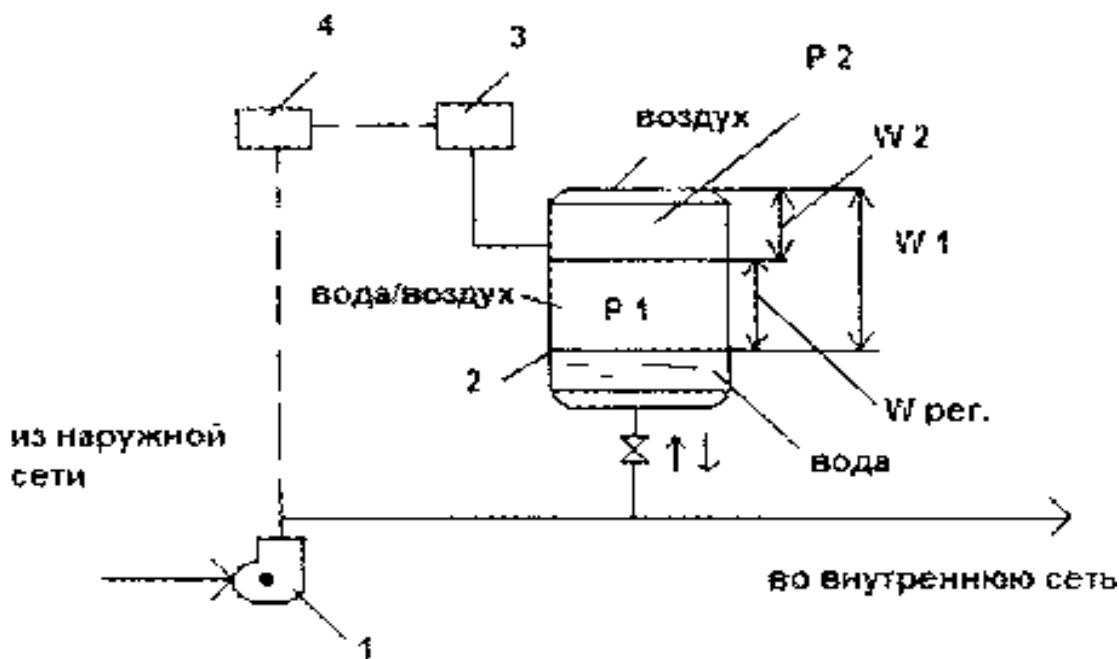 4
3
P 2
воздух
W 2
W 1
вода/воздух
P 1
2
W рег.
из наружной
сети
вода
во внутреннюю сеть
1